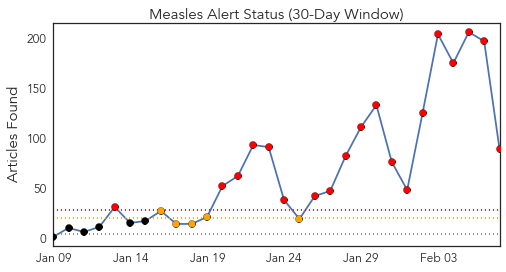 Measles Alert Status (30-Day Window)
Articles Found
200
150
100
50
0
Jan 09
Jan 14
Jan 19
Jan 24
Jan 29
Feb 03